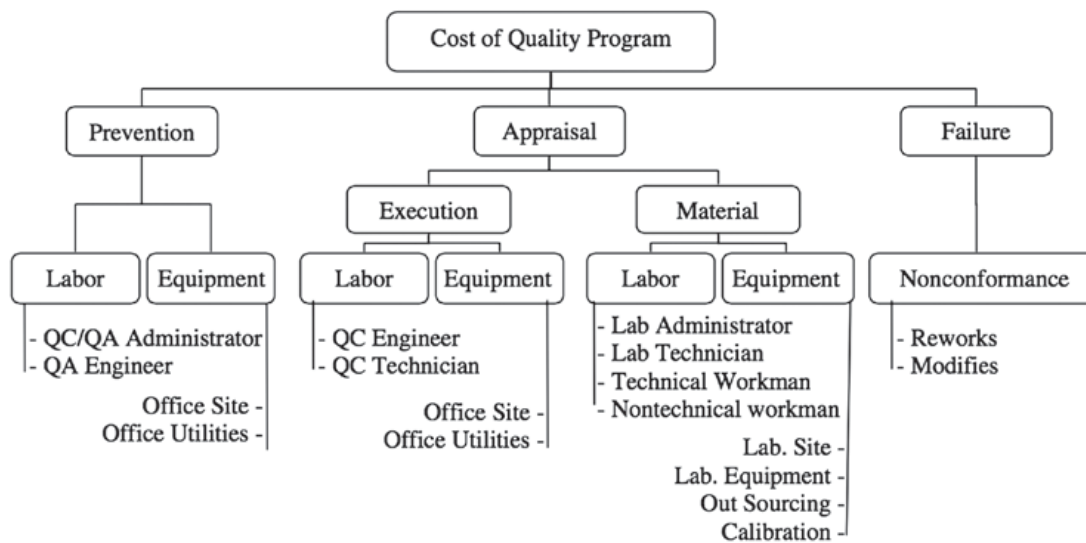 Cost of Quality Program
Prevention
Appraisal
Failure
Execution
Material
Labor
Equipment
Labor
Equipment
Labor
Equipment
Nonconformance
- QC/QA Administrator
- QA Engineer
Office Site -
Office Utilities -
- QC Engineer
- QC Technician
Office Site -
Office Utilities -
- Lab Administrator
- Lab Technician
- Technical Workman
- Nontechnical workman
Lab. Site -
Lab. Equipment -
Out Sourcing -
Calibration -
- Reworks
- Modifies